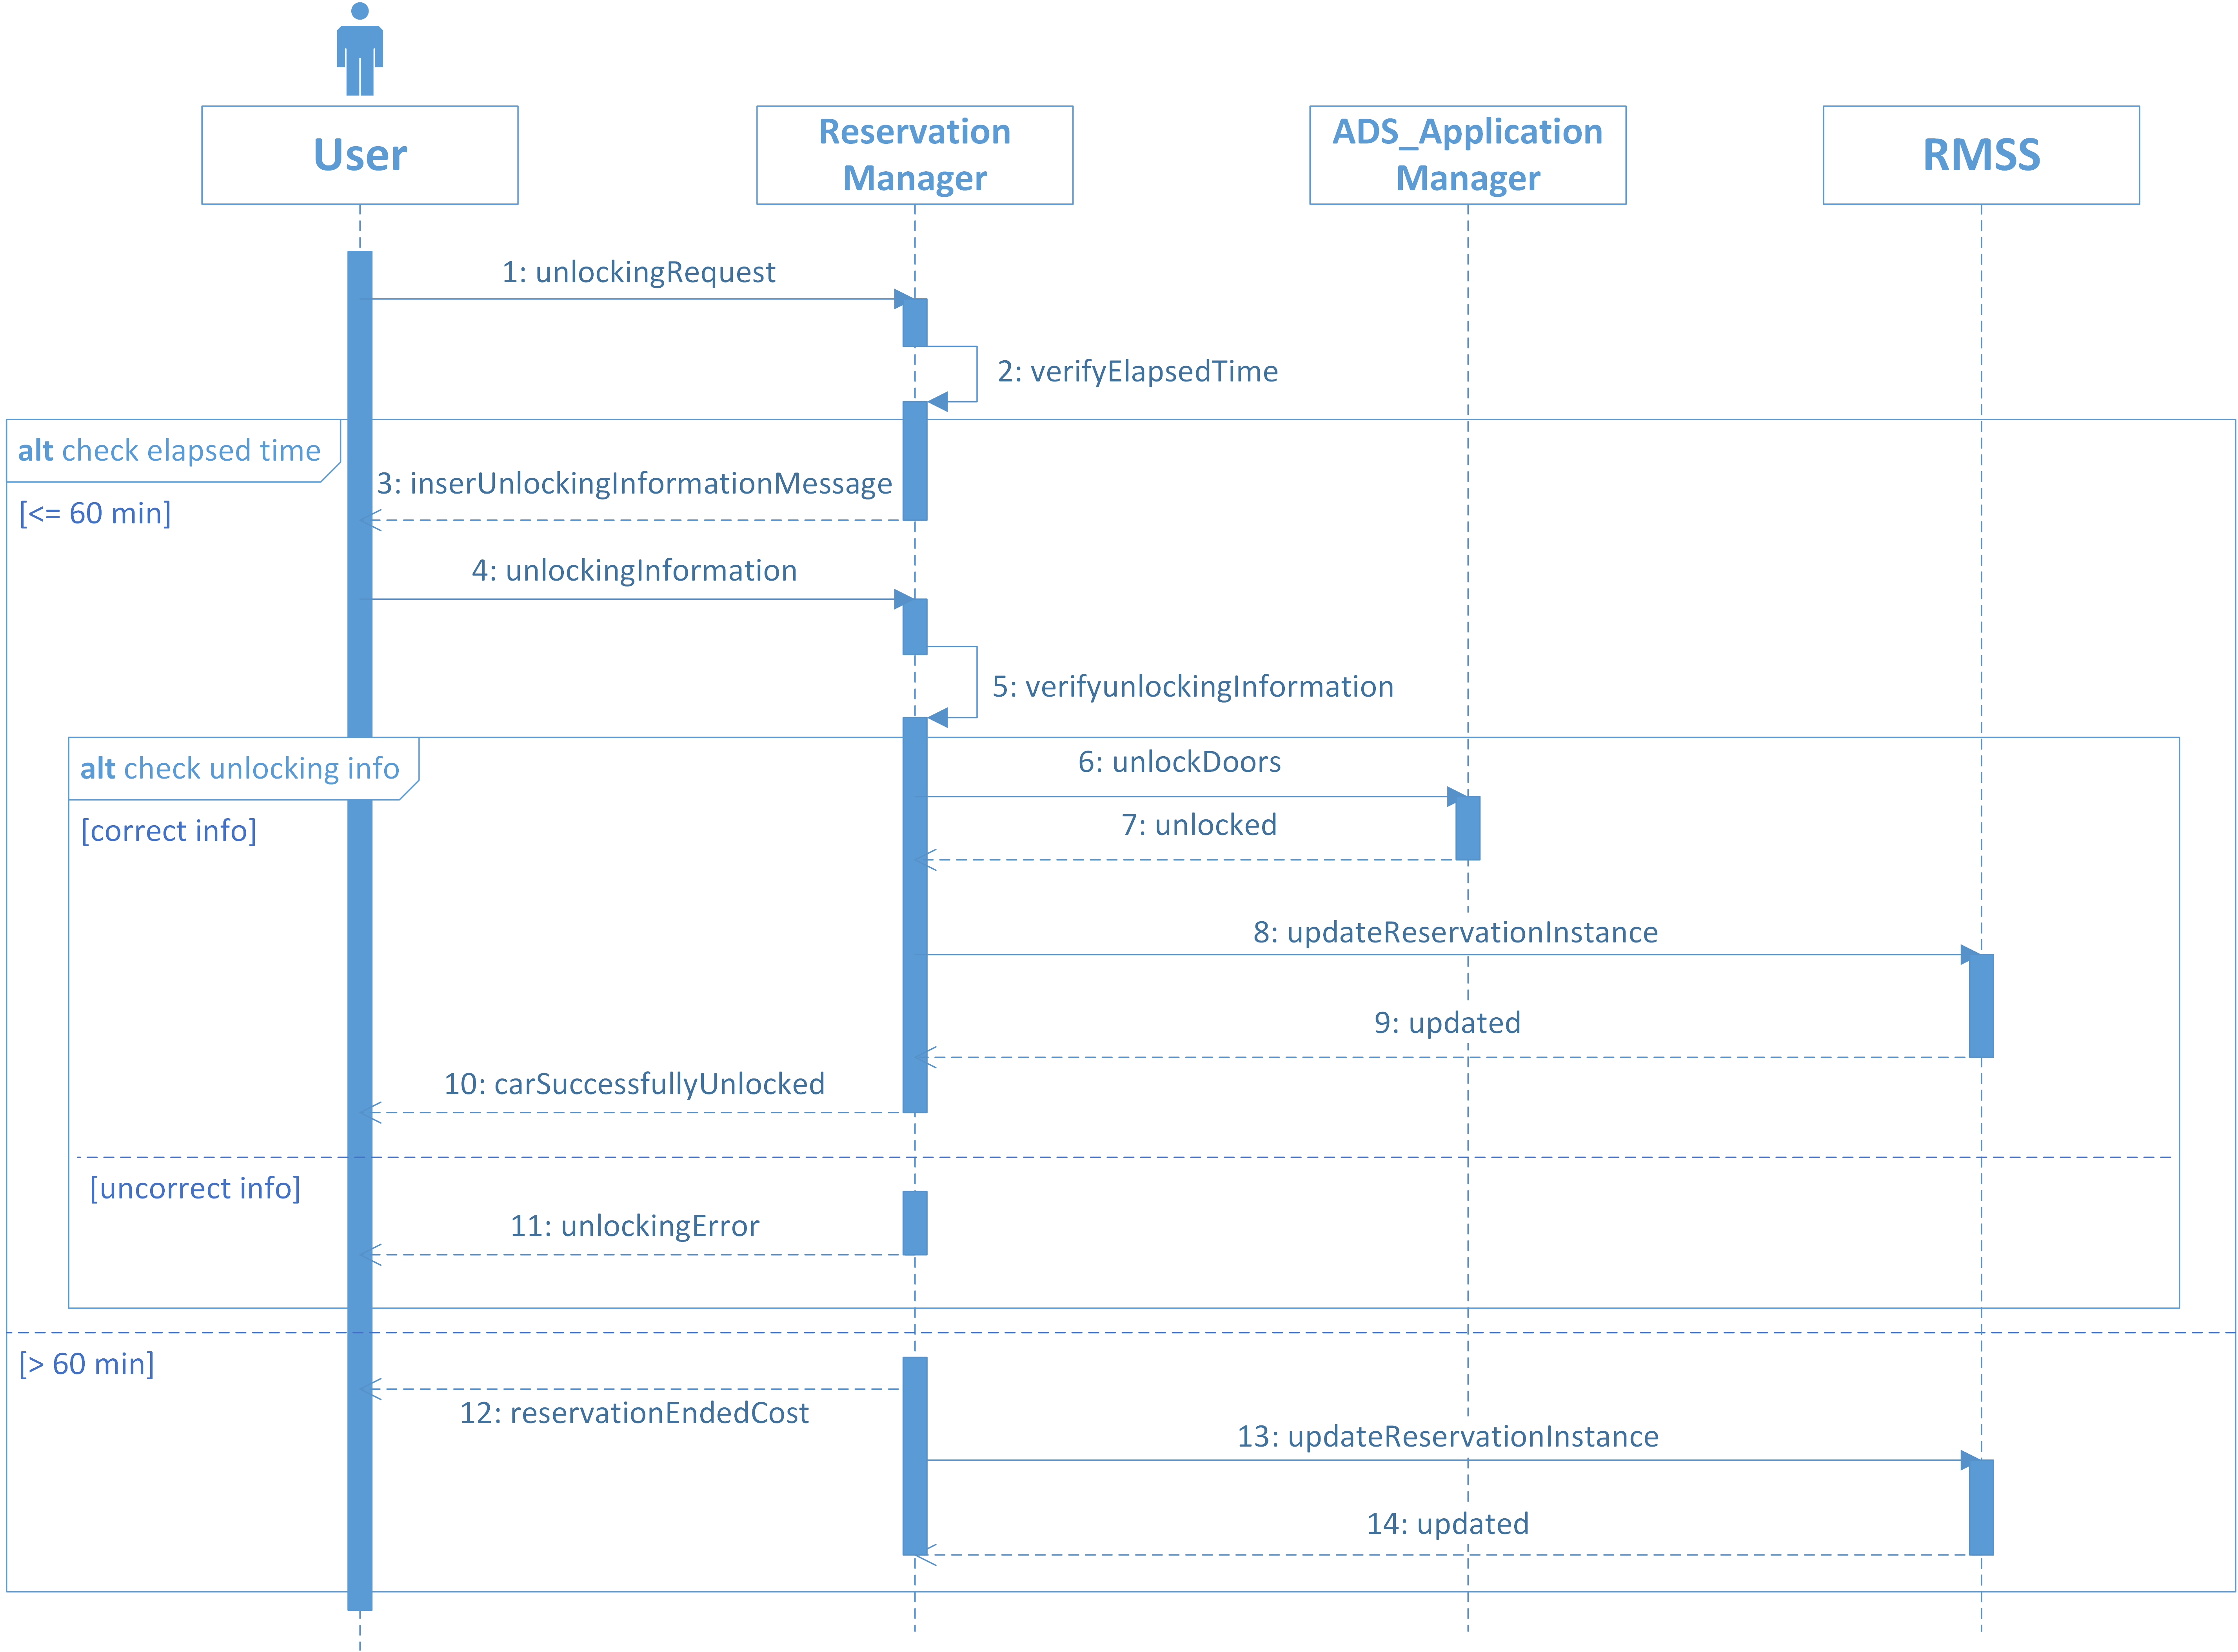 User
Reservation
Manager
ADS_Application
Manager
RMSS
1: unlockingRequest
2: verifyElapsedTime
alt check elapsed time
3: inserUnlockingInformationMessage
[<= 60 min]
4: unlockingInformation
5: verifyunlockingInformation
alt check unlocking info
6: unlockDoors
[correct info]
7: unlocked
8: updateReservationInstance
9: updated
10: carSuccessfullyUnlocked
[uncorrect info]
11: unlockingError
[> 60 min]
12: reservationEndedCost
13: updateReservationInstance
14: updated